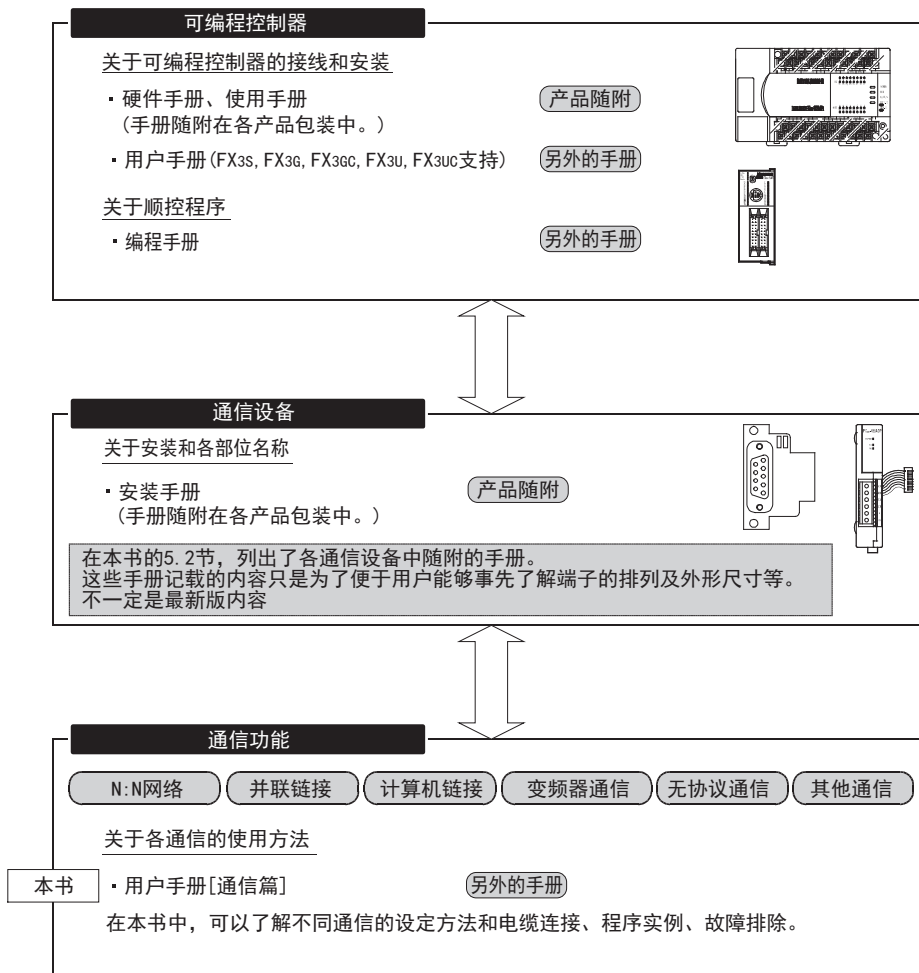 可编程控制器
关于可编程控制器的接线和安装
·硬件手册、使用手册 产品随附
(手册随附在各产品包装中。)
·用户手册(FX3S, FX3G, FX3GC, FX3U, FX3UC支持) 另外的手册
关于顺控程序
·编程手册 另外的手册
通信设备
关于安装和各部位名称
·安装手册 产品随附
(手册随附在各产品包装中。)
在本书的5.2节，列出了各通信设备中随附的手册。
这些手册记载的内容只是为了便于用户能够事先了解端子的排列及外形尺寸等。
不一定是最新版内容
通信功能
N:N网络 并联链接 计算机链接 变频器通信 无协议通信 其他通信
关于各通信的使用方法
本书 ·用户手册[通信篇] 另外的手册
在本书中，可以了解不同通信的设定方法和电缆连接、程序实例、故障排除。